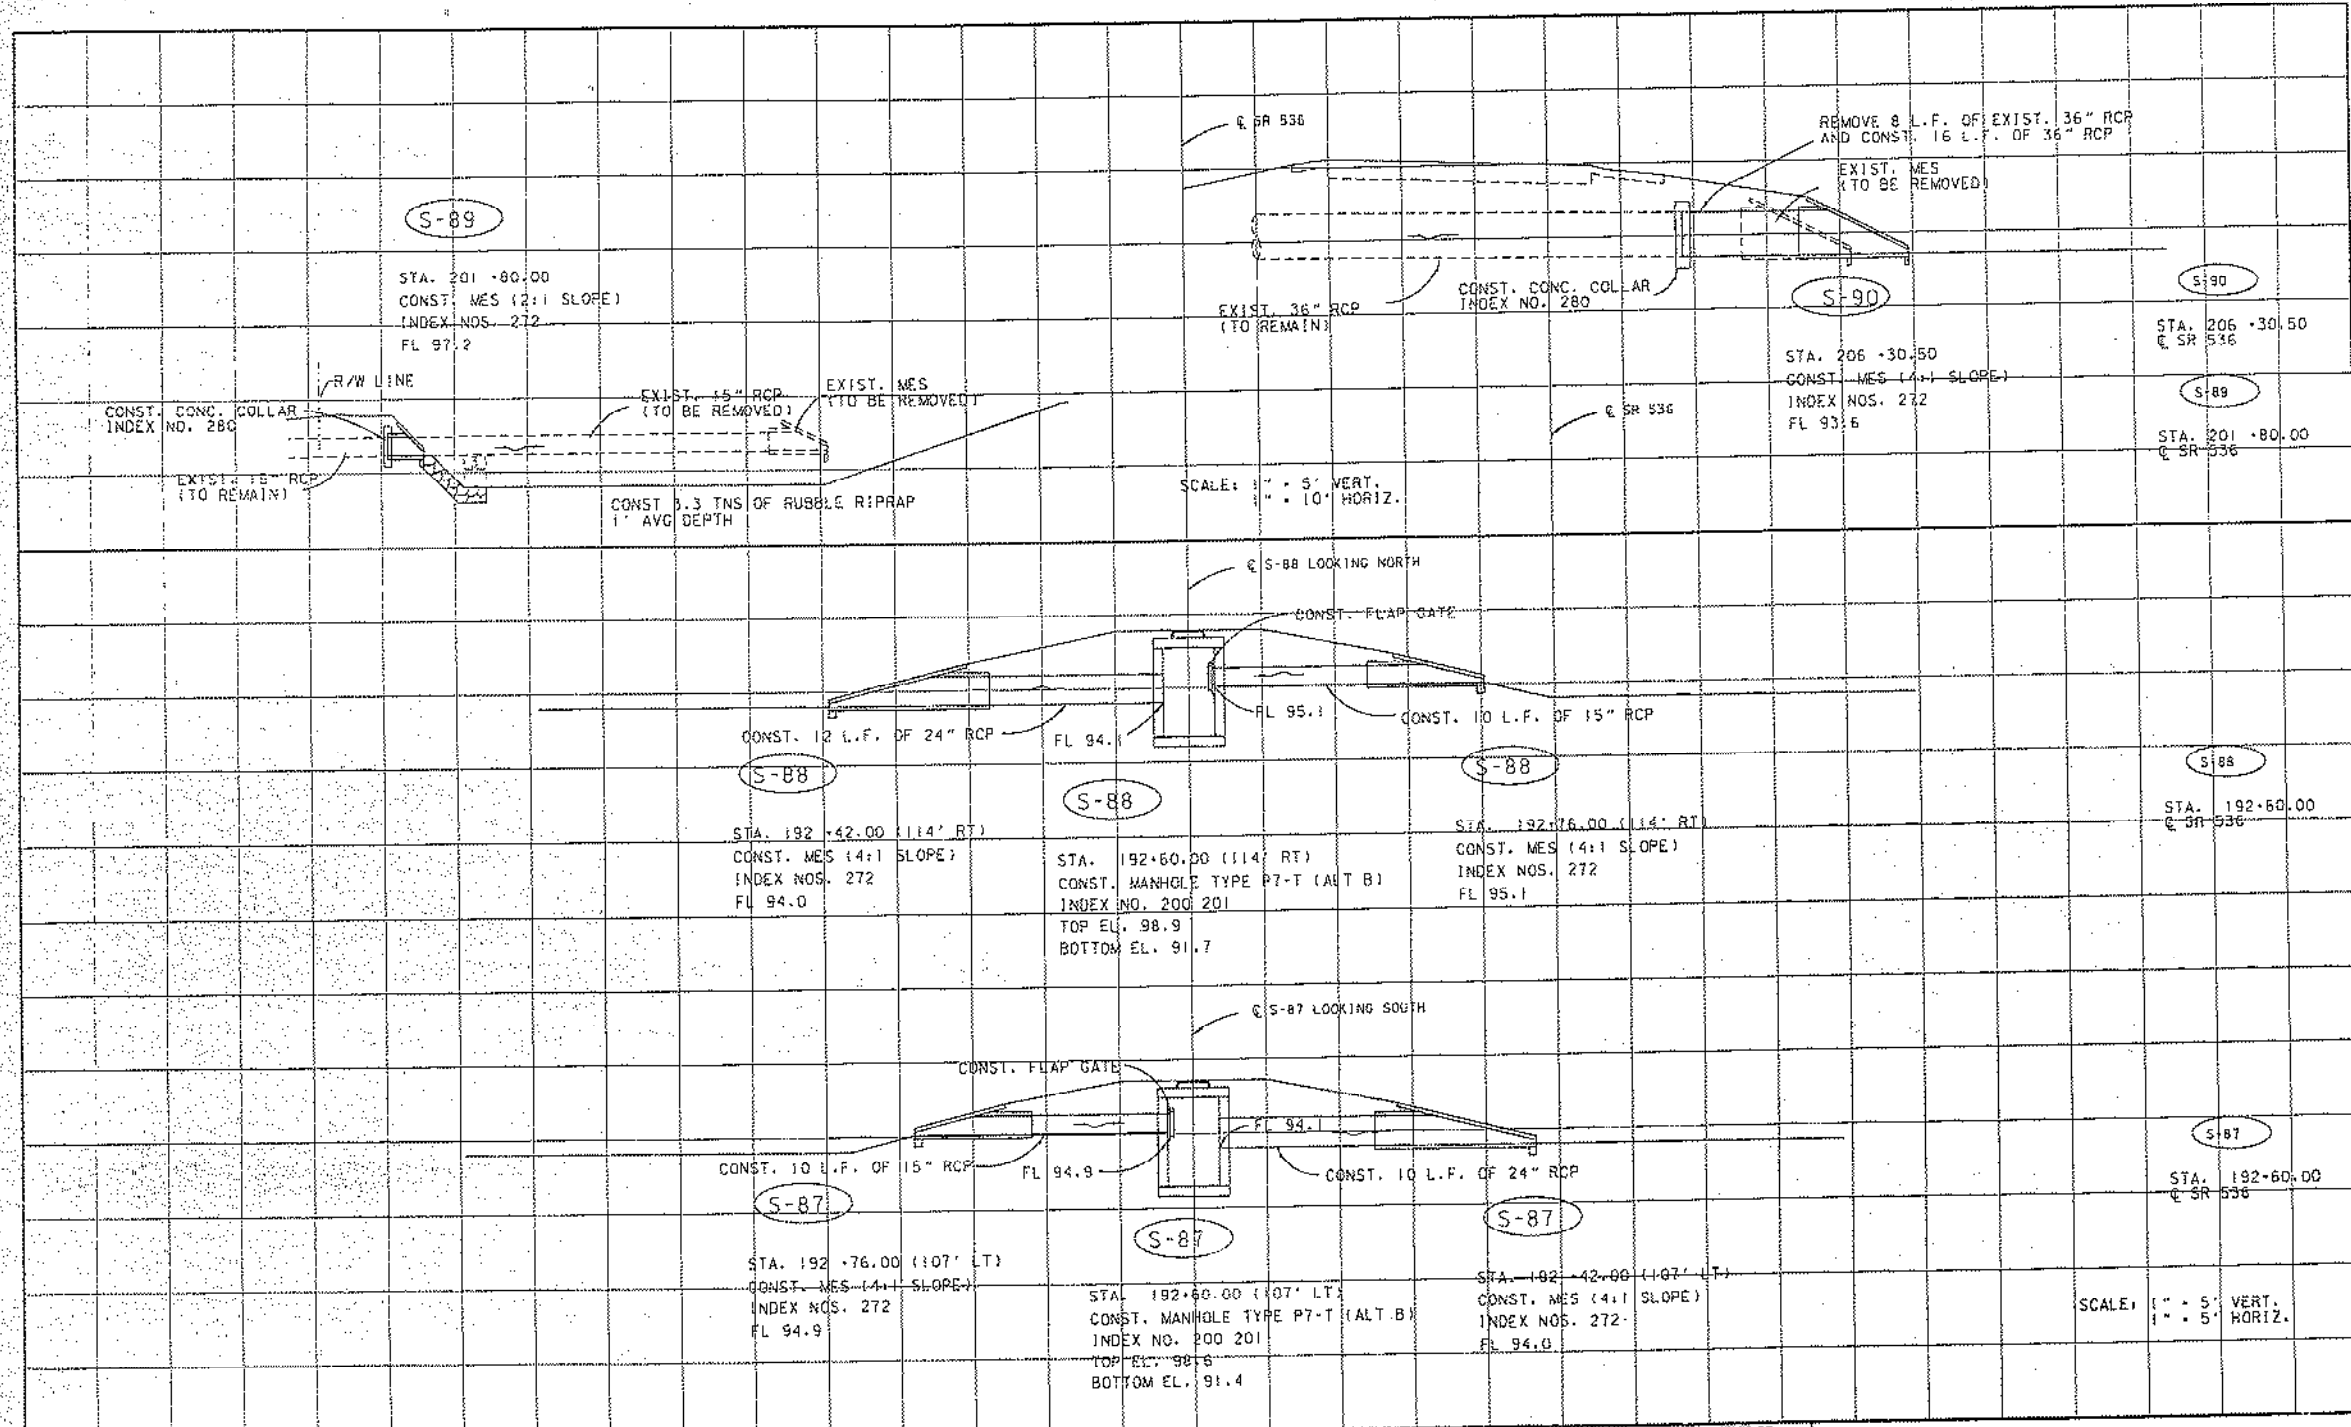 ℄ SR 536
REMOVE 8 L.F. OF EXIST. 36" RCP
AND CONST. 16 L.F. OF 36" RCP
EXIST. MES
(TO BE REMOVED)
S-89
STA. 201 +80.00
CONST. MES (2:1 SLOPE)
INDEX NOS. 272
FL 97.2
EXIST. 36" RCP
(TO REMAIN)
CONST. CONC. COLLAR
INDEX NO. 280
S-90
STA. 206 +30.50
CONST. MES (4:1 SLOPE)
INDEX NOS. 272
FL 93.6
S-90
STA. 206 +30.50
℄ SR 536
S-89
STA. 201 +80.00
℄ SR 536
R/W LINE
CONST. CONC. COLLAR
INDEX NO. 280
EXIST. 15" RCP
(TO BE REMOVED)
EXIST. MES
(TO BE REMOVED)
℄ SR 536
EXIST. 15" RCP
(TO REMAIN)
3'
CONST 3.3 TNS OF RUBBLE RIPRAP
1' AVG DEPTH
SCALE: 1" = 5' VERT.
1" = 10' HORIZ.
℄ S-88 LOOKING NORTH
CONST. FLAP GATE
CONST. 12 L.F. OF 24" RCP
FL 94.1
FL 95.1
CONST. 10 L.F. OF 15" RCP
S-88
STA. 192 +42.00 (114' RT)
CONST. MES (4:1 SLOPE)
INDEX NOS. 272
FL 94.0
S-88
STA. 192+60.00 (114' RT)
CONST. MANHOLE TYPE P7-T (ALT B)
INDEX NO. 200 201
TOP EL. 98.9
BOTTOM EL. 91.7
S-88
STA. 192+76.00 (114' RT)
CONST. MES (4:1 SLOPE)
INDEX NOS. 272
FL 95.1
S-88
STA. 192+60.00
℄ SR 536
℄ S-87 LOOKING SOUTH
CONST. FLAP GATE
CONST. 10 L.F. OF 15" RCP
FL 94.9
FL 94.1
CONST. 10 L.F. OF 24" RCP
S-87
STA. 192 +76.00 (107' LT)
CONST. MES (4:1 SLOPE)
INDEX NOS. 272
FL 94.9
S-87
STA. 192+60.00 (107' LT)
CONST. MANHOLE TYPE P7-T (ALT.B)
INDEX NO. 200 201
TOP EL. 98.6
BOTTOM EL. 91.4
S-87
STA. 192 +42.00 (107' LT)
CONST. MES (4:1 SLOPE)
INDEX NOS. 272
FL 94.0
S-87
STA. 192+60.00
℄ SR 536
SCALE: 1" = 5' VERT.
1" = 5' HORIZ.